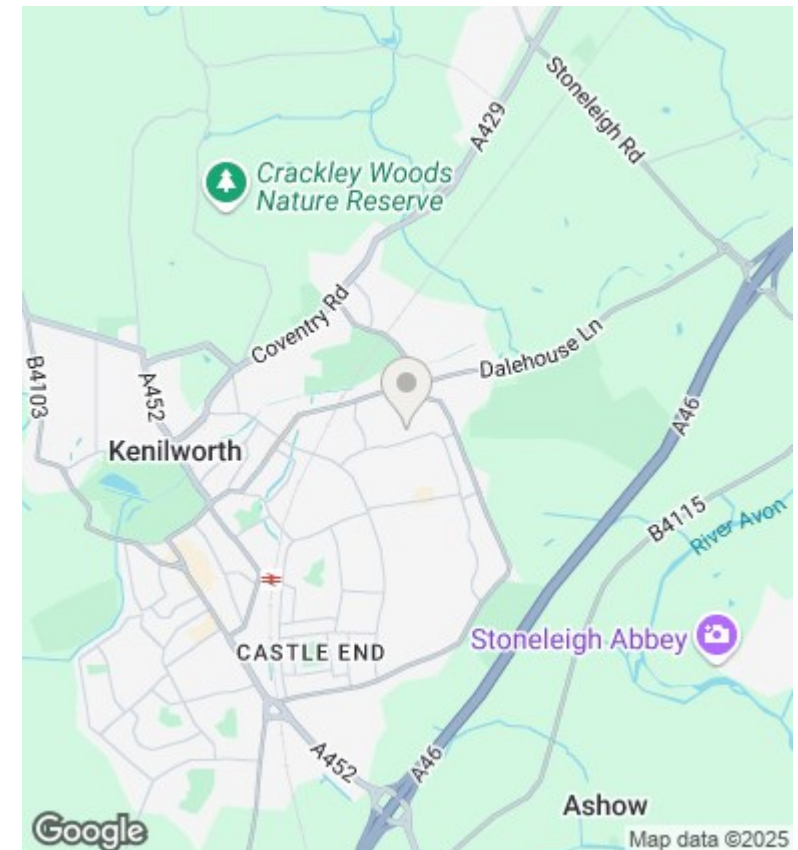 Stoneleigh Rd
A429
Crackley Woods
Nature Reserve
Coventry Rd
Dalehouse Ln
B4103
A452
A46
Kenilworth
B4115
River Avon
Stoneleigh Abbey
CASTLE END
A452
A46
Ashow
Google
Map data ©2025